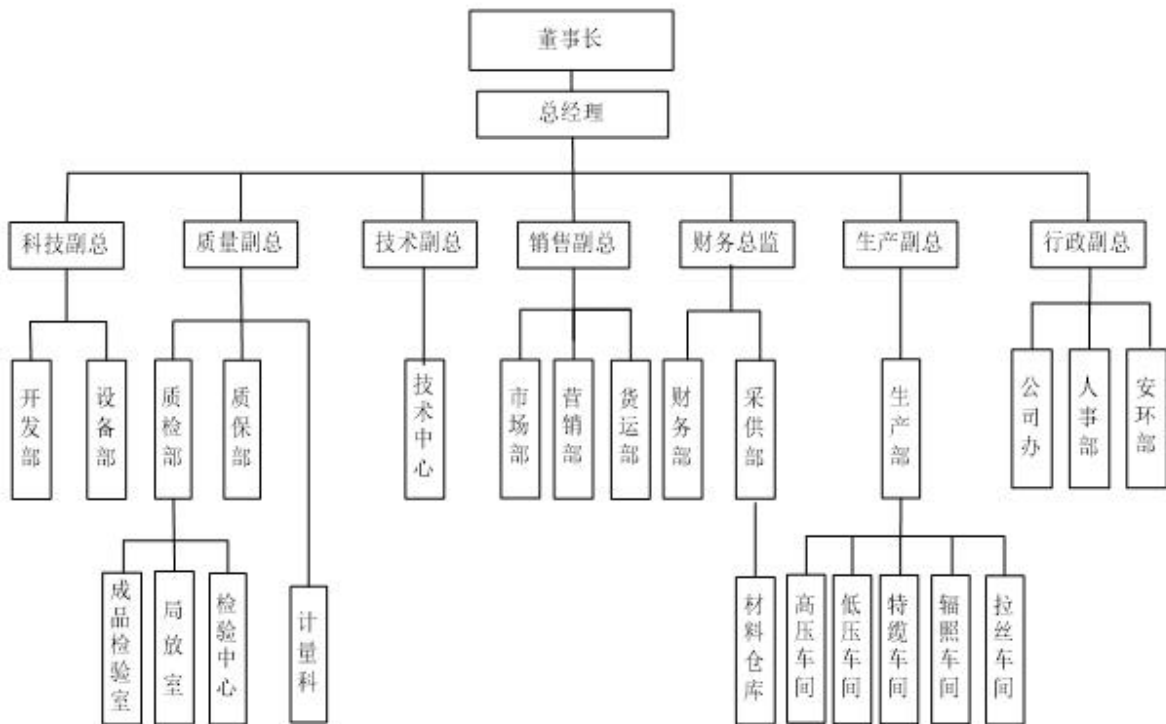 董事长
总经理
科技副总
质量副总
技术副总
销售副总
财务总监
生产副总
行政副总
开发部
设备部
质检部
质保部
技术中心
市场部
营销部
货运部
财务部
采供部
生产部
公司办
人事部
安环部
成品检验室
局放室
检验中心
计量科
材料仓库
高压车间
低压车间
特缆车间
辐照车间
拉丝车间